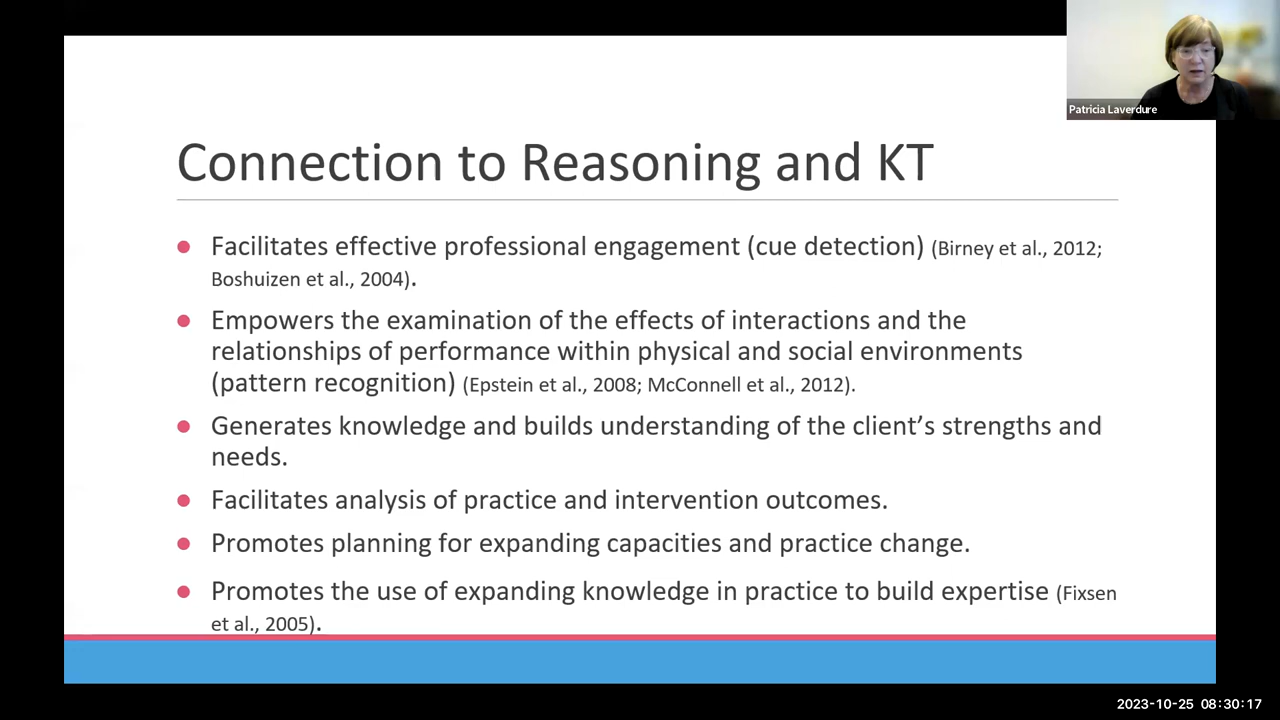 Patricia Laverdure
Connection to Reasoning and KT
Facilitates effective professional engagement (cue detection) (Birney et al., 2012;
Boshuizen et al., 2004).
Empowers the examination of the effects of interactions and the
relationships of performance within physical and social environments
(pattern recognition) (Epstein et al., 2008; McConnell et al., 2012).
Generates knowledge and builds understanding of the client’s strengths and
needs.
Facilitates analysis of practice and intervention outcomes.
Promotes planning for expanding capacities and practice change.
Promotes the use of expanding knowledge in practice to build expertise (Fixsen
et al., 2005).
2023-10-25 08:30:17